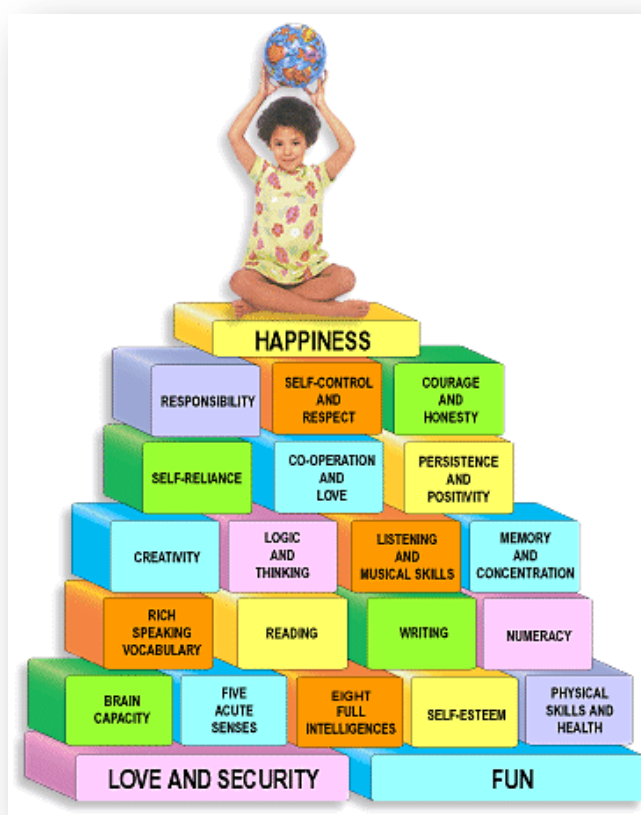 HAPPINESS
RESPONSIBILITY
SELF-CONTROL
AND
RESPECT
COURAGE
AND
HONESTY
SELF-RELIANCE
CO-OPERATION
AND
LOVE
PERSISTENCE
AND
POSITIVITY
CREATIVITY
LOGIC
AND
THINKING
LISTENING
AND
MUSICAL SKILLS
MEMORY
AND
CONCENTRATION
RICH
SPEAKING
VOCABULARY
READING
WRITING
NUMERACY
BRAIN
CAPACITY
FIVE
ACUTE
SENSES
EIGHT
FULL
INTELLIGENCES
SELF-ESTEEM
PHYSICAL
SKILLS AND
HEALTH
LOVE AND SECURITY
FUN